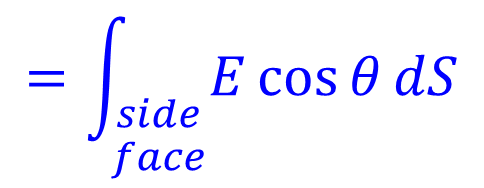 = ∫ side face E cos θ dS